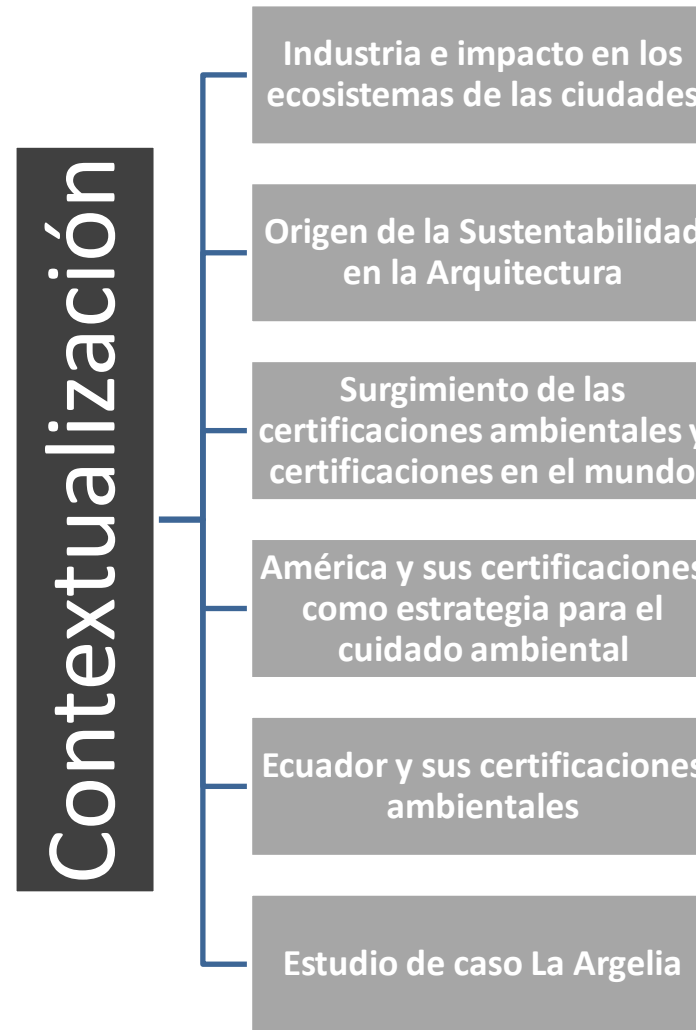 Contextualización
Industria e impacto en los
ecosistemas de las ciudades
Origen de la Sustentabilidad
en la Arquitectura
Surgimiento de las
certificaciones ambientales y
certificaciones en el mundo
América y sus certificaciones
como estrategia para el
cuidado ambiental
Ecuador y sus certificaciones
ambientales
Estudio de caso La Argelia